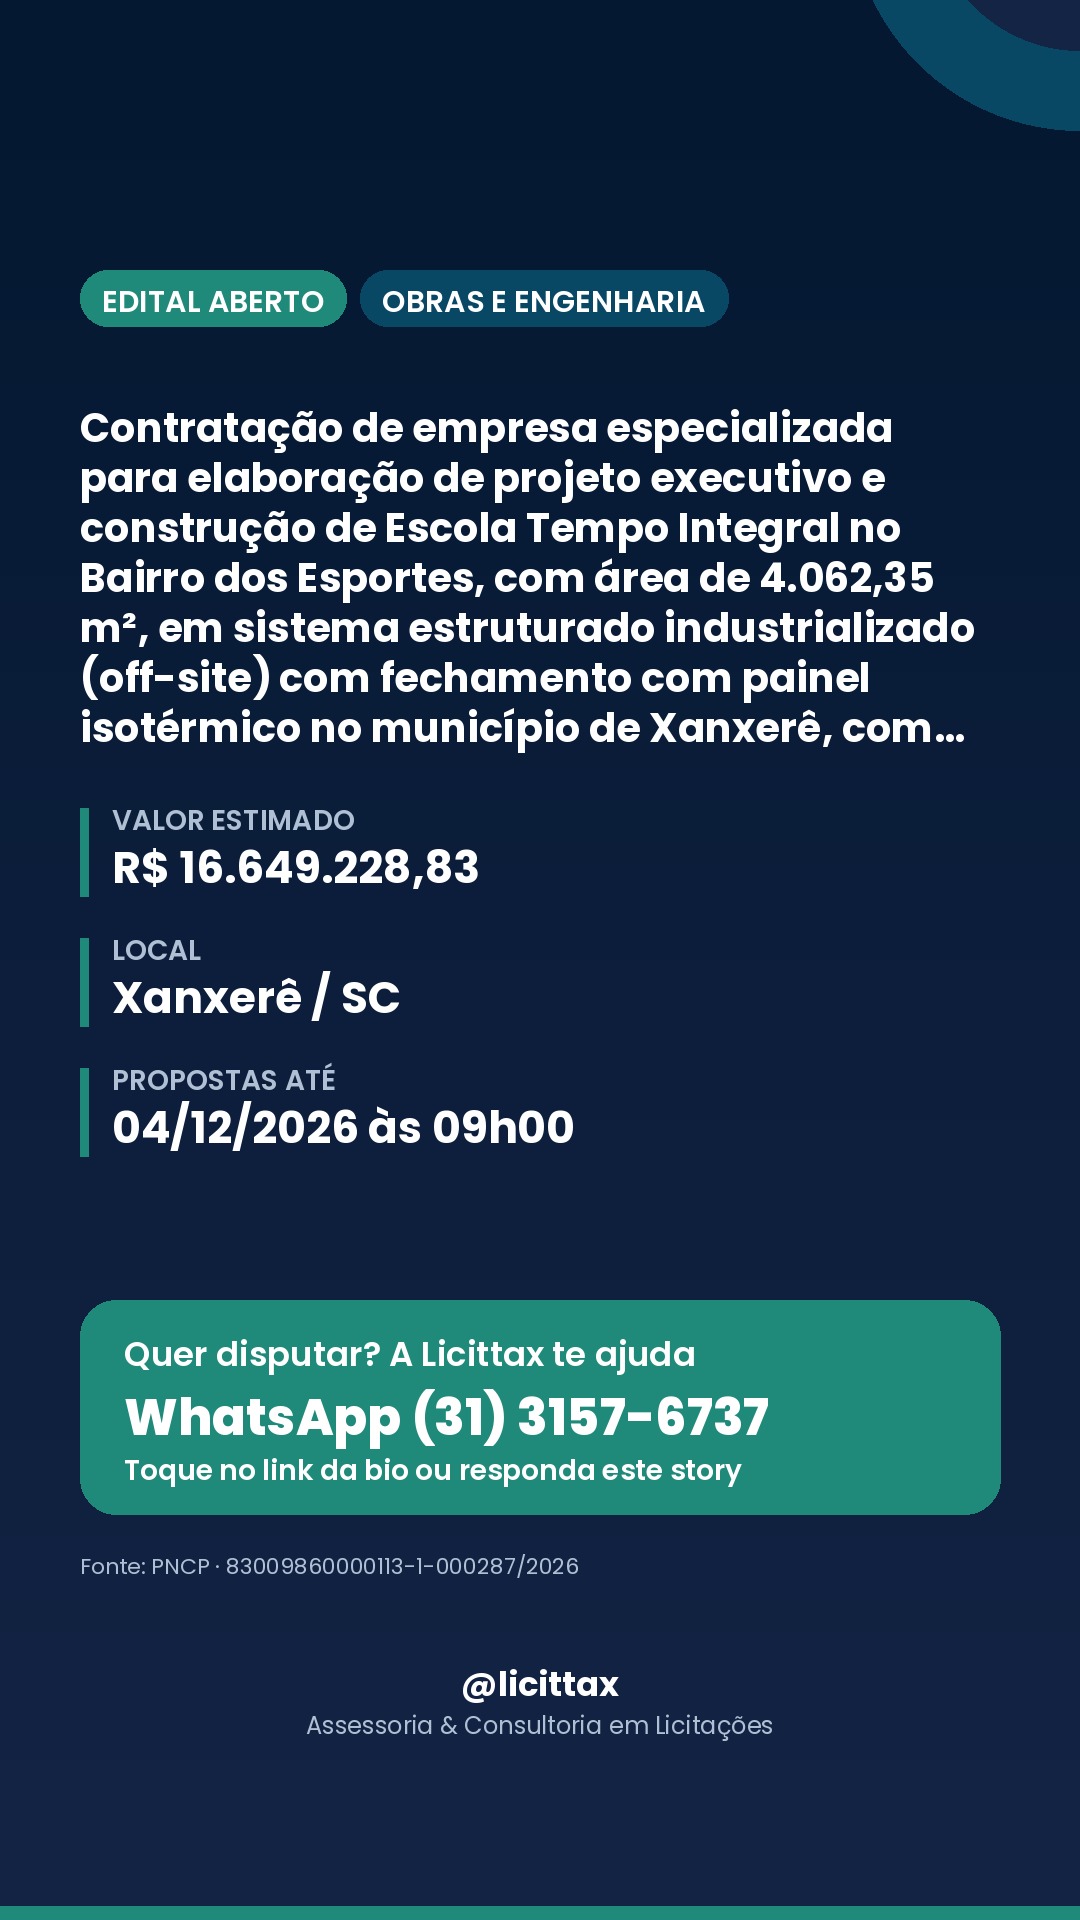 EDITAL ABERTO
OBRAS E ENGENHARIA
Contratação de empresa especializada
para elaboração de projeto executivo e
construção de Escola Tempo Integral no
Bairro dos Esportes, com área de 4.062,35
m², em sistema estruturado industrializado
(off-site) com fechamento com painel
isotérmico no município de Xanxerê, com...
VALOR ESTIMADO
R$ 16.649.228,83
LOCAL
Xanxerê / SC
PROPOSTAS ATÉ
04/12/2026 às 09h00
Quer disputar? A Licittax te ajuda
WhatsApp (31) 3157-6737
Toque no link da bio ou responda este story
Fonte: PNCP · 83009860000113-1-000287/2026
@licittax
Assessoria & Consultoria em Licitações